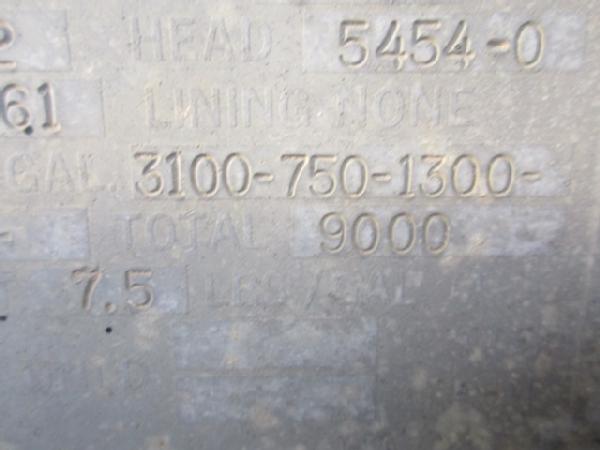 2 HEAD 5454-0
.61 LINING NONE
GAL. 3100-750-1300-
- TOTAL 9000
T 7.5 LBS/GAL